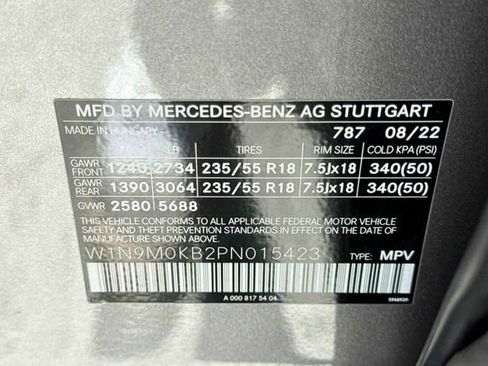 MFD BY MERCEDES-BENZ AG STUTTGART
MADE IN HUNGARY 787 08/22
LB TIRES RIM SIZE COLD KPA (PSI)
GAWR FRONT 1240 2734 235/55 R18 7.5Jx18 340(50)
GAWR REAR 1390 3064 235/55 R18 7.5Jx18 340(50)
GVWR 2580 5688
THIS VEHICLE CONFORMS TO ALL APPLICABLE FEDERAL MOTOR VEHICLE
SAFETY AND THEFT PREVENTION STANDARDS IN EFFECT
ON THE DATE OF MANUFACTURE SHOWN ABOVE.
W1N9M0KB2PN015423 TYPE: MPV
A 000 817 54 04